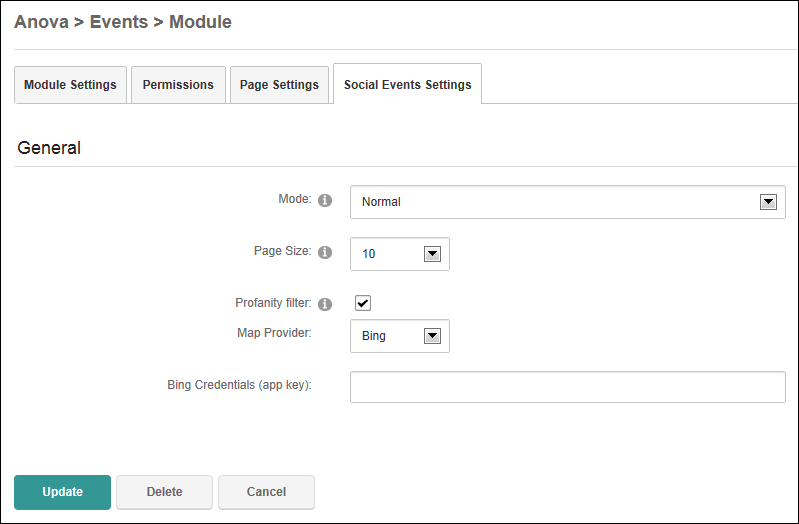 Anova > Events > Module
Module Settings
Permissions
Page Settings
Social Events Settings
General
Mode:
Normal
Page Size:
10
Profanity filter:
Map Provider:
Bing
Bing Credentials (app key):
Update
Delete
Cancel